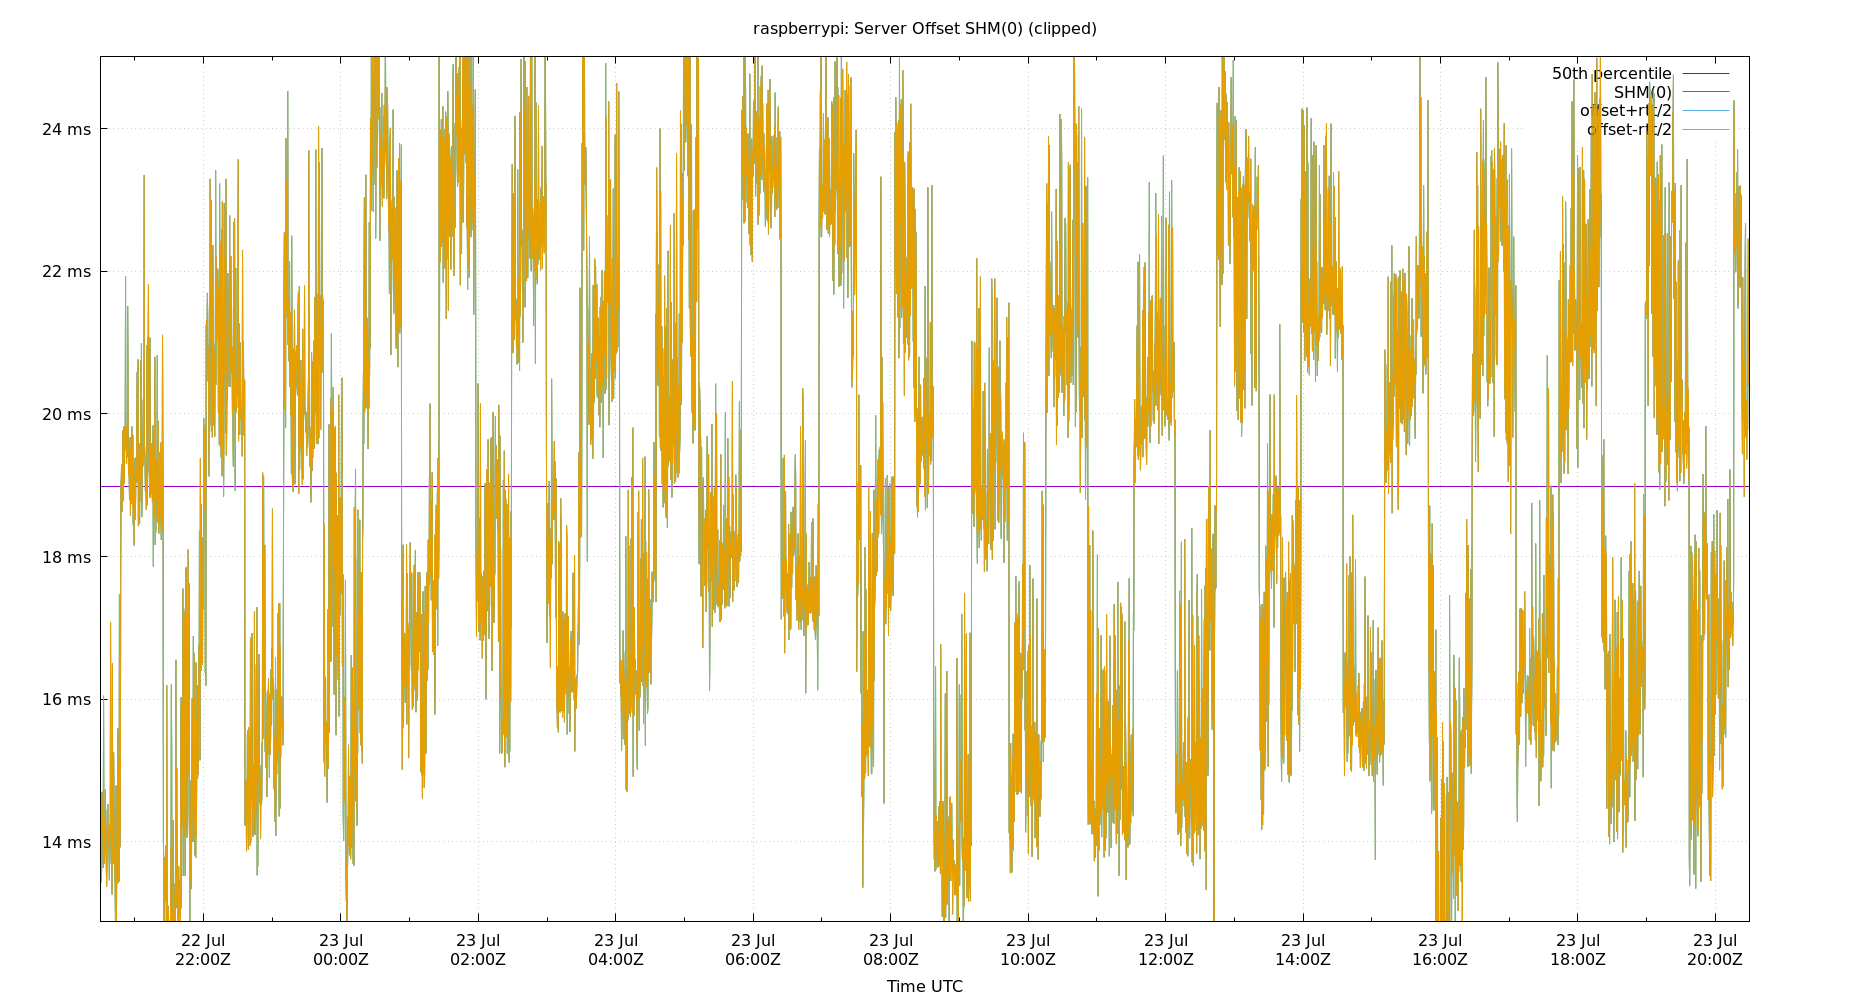 raspberrypi: Server Offset SHM(0) (clipped)
50th percentile
SHM(0)
offset+rtt/2
offset-rtt/2
24 ms
22 ms
20 ms
18 ms
16 ms
14 ms
22 Jul 23 Jul 23 Jul 23 Jul 23 Jul 23 Jul 23 Jul 23 Jul 23 Jul 23 Jul 23 Jul 23 Jul
22:00Z 00:00Z 02:00Z 04:00Z 06:00Z 08:00Z 10:00Z 12:00Z 14:00Z 16:00Z 18:00Z 20:00Z
Time UTC